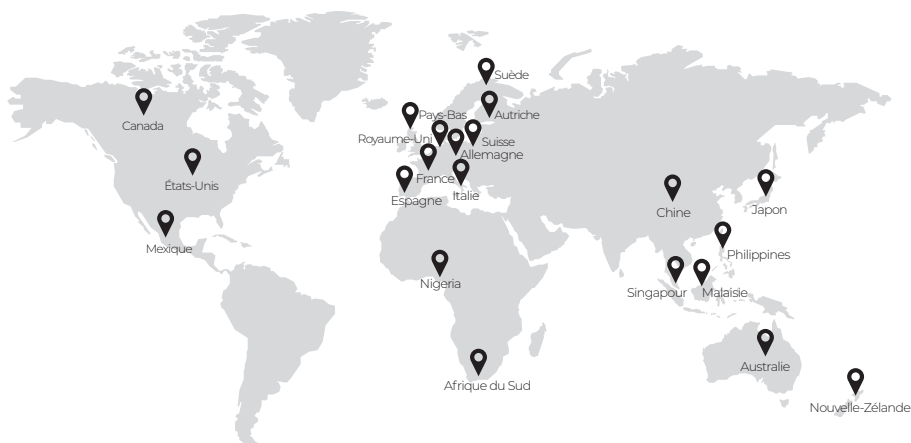 Suède
Pays-Bas
Autriche
Canada
Royaume-Uni
Suisse
Allemagne
France
États-Unis
Italie
Espagne
Chine
Japon
Mexique
Philippines
Nigeria
Singapour
Malaisie
Australie
Afrique du Sud
Nouvelle-Zélande